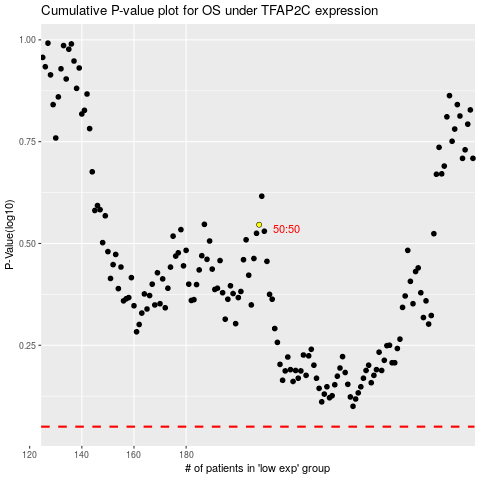 Cumulative P-value plot for OS under TFAP2C expression
P-Value(log10)
1.00
0.75
0.50
0.25
50:50
120 140 160 180
# of patients in 'low exp' group